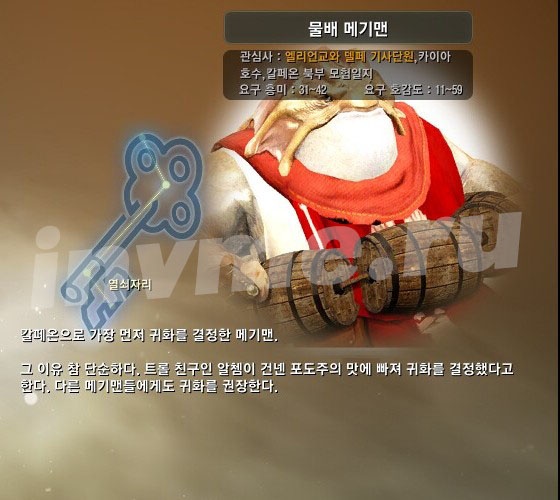 물배 메기맨
관심사 : 엘리언교와 델페 기사단원,카이아
호수,칼페온 북부 모험일지
요구 흥미 : 31~42 요구 호감도 : 11~59
invma.ru
열쇠자리
칼페온으로 가장 먼저 귀화를 결정한 메기맨.
그 이유 참 단순하다. 트롤 친구인 알쳄이 건넨 포도주의 맛에 빠져 귀화를 결정했다고
한다. 다른 메기맨들에게도 귀화를 권장한다.